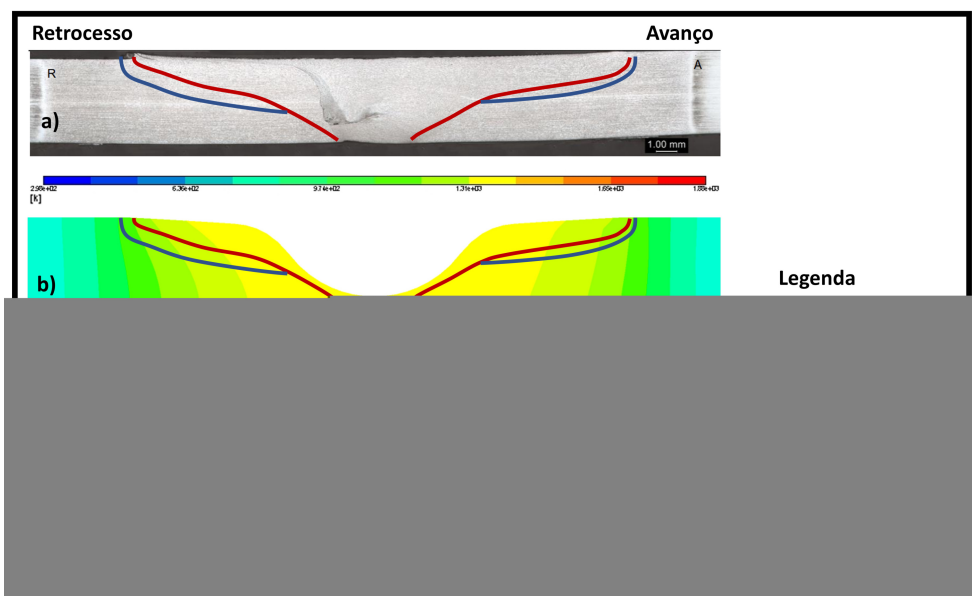 Retrocesso Avanço
R A
a)
1.00 mm
2.98e+02 6.36e+02 9.74e+02 1.31e+03 1.65e+03 1.88e+03
[k]
b)
Legenda